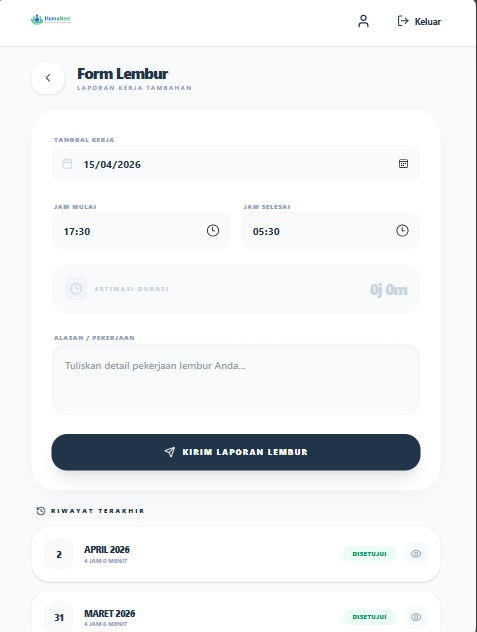 HumaNest
Keluar
Form Lembur
LAPORAN KERJA TAMBAHAN
TANGGAL KERJA
15/04/2026
JAM MULAI
JAM SELESAI
17:30
05:30
ESTIMASI DURASI
0j 0m
ALASAN / PEKERJAAN
Tuliskan detail pekerjaan lembur Anda...
KIRIM LAPORAN LEMBUR
RIWAYAT TERAKHIR
2
APRIL 2026
4 JAM 0 MENIT
DISETUJUI
31
MARET 2026
4 JAM 6 MENIT
DISETUJUI